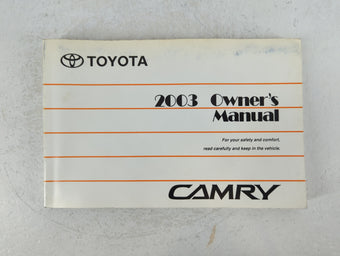 TOYOTA
2003 Owner's
Manual
For your safety and comfort,
read carefully and keep in the vehicle.
CAMRY